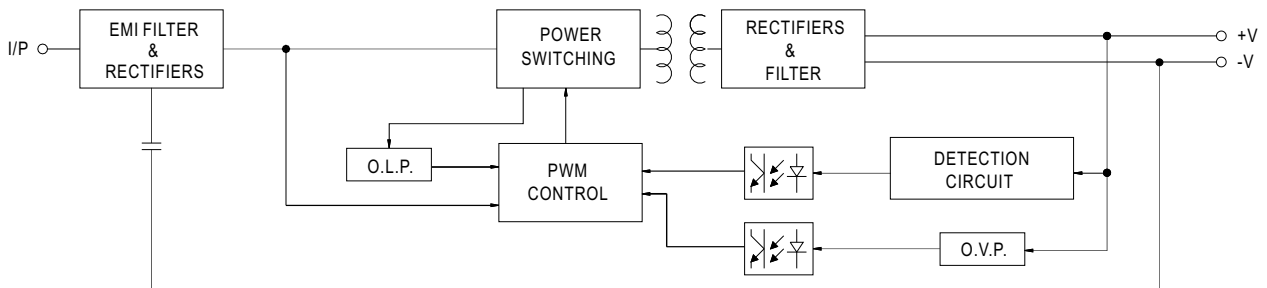 I/P
EMI FILTER
&
RECTIFIERS
POWER
SWITCHING
RECTIFIERS
&
FILTER
+V
-V
O.L.P.
PWM
CONTROL
DETECTION
CIRCUIT
O.V.P.